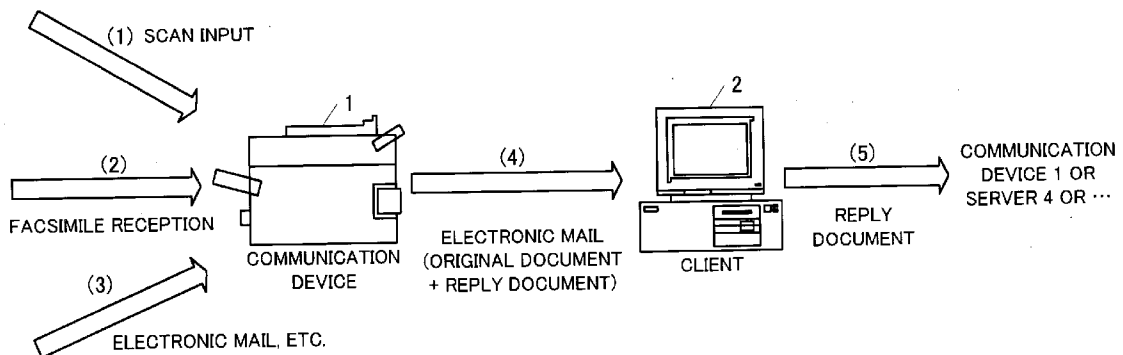 (1) SCAN INPUT
1
2
(2)
(4)
(5)
COMMUNICATION
DEVICE 1 OR
SERVER 4 OR ⋯
FACSIMILE RECEPTION
COMMUNICATION
DEVICE
ELECTRONIC MAIL
(ORIGINAL DOCUMENT
+ REPLY DOCUMENT)
CLIENT
REPLY
DOCUMENT
(3)
ELECTRONIC MAIL, ETC.